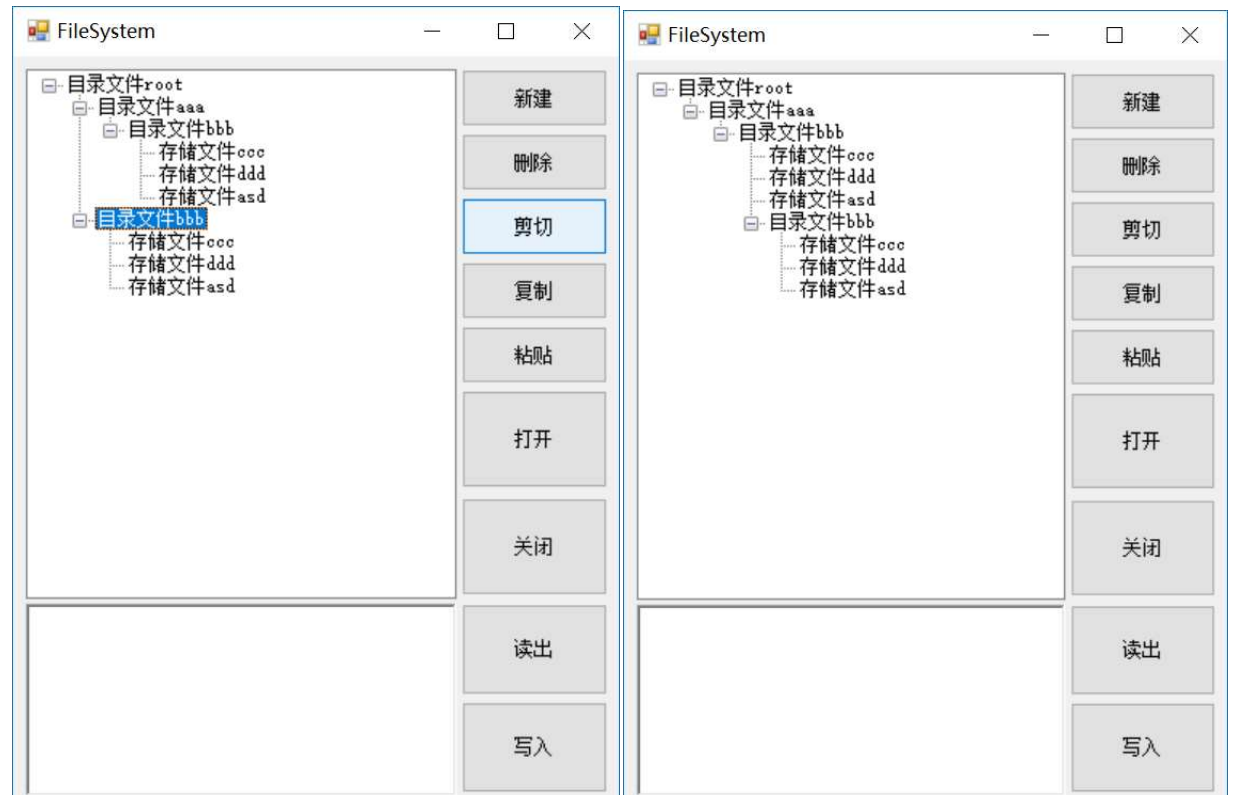 FileSystem
目录文件root
目录文件aaa
目录文件bbb
存储文件ccc
存储文件ddd
存储文件asd
目录文件bbb
存储文件ccc
存储文件ddd
存储文件asd
新建
删除
剪切
复制
粘贴
打开
关闭
读出
写入
FileSystem
目录文件root
目录文件aaa
目录文件bbb
存储文件ccc
存储文件ddd
存储文件asd
目录文件bbb
存储文件ccc
存储文件ddd
存储文件asd
新建
删除
剪切
复制
粘贴
打开
关闭
读出
写入